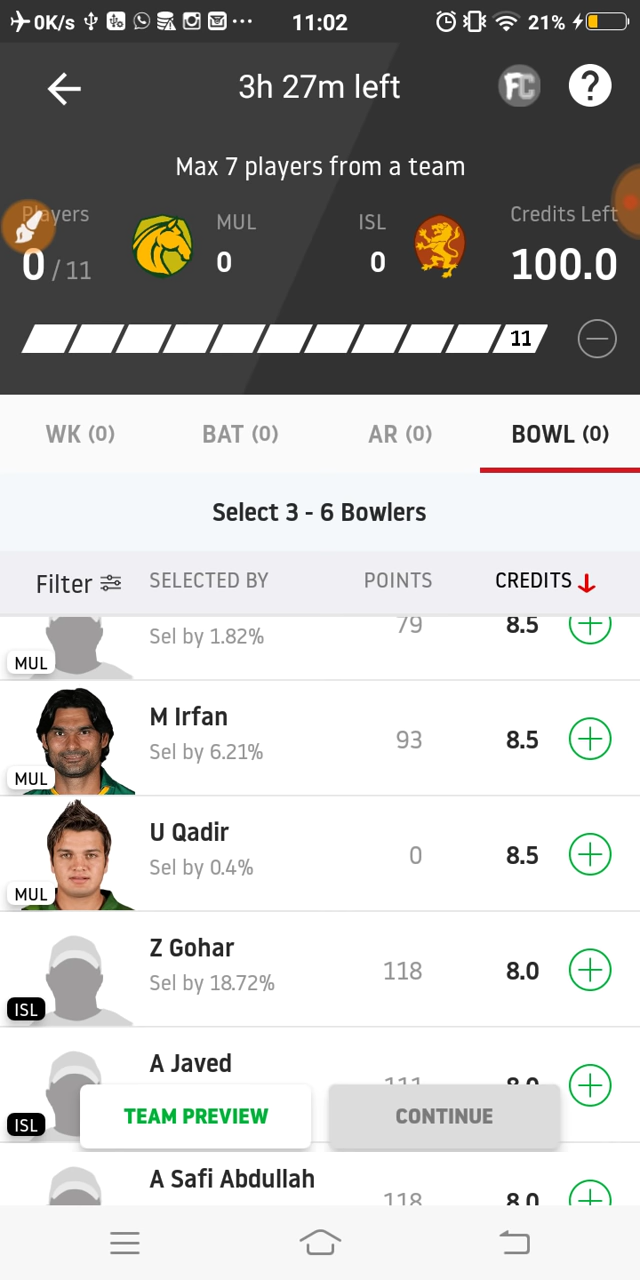 0K/s ... 11:02 21%
3h 27m left FC ?
Max 7 players from a team
Players MUL ISL Credits Left
0 / 11 0 0 100.0
11
WK (0) BAT (0) AR (0) BOWL (0)
Select 3 - 6 Bowlers
Filter SELECTED BY POINTS CREDITS
Sel by 1.82% 79 8.5
MUL
M Irfan
Sel by 6.21% 93 8.5
MUL
U Qadir
Sel by 0.4% 0 8.5
MUL
Z Gohar
Sel by 18.72% 118 8.0
ISL
A Javed
111 8.0
ISL
TEAM PREVIEW CONTINUE
A Safi Abdullah
118 8.0